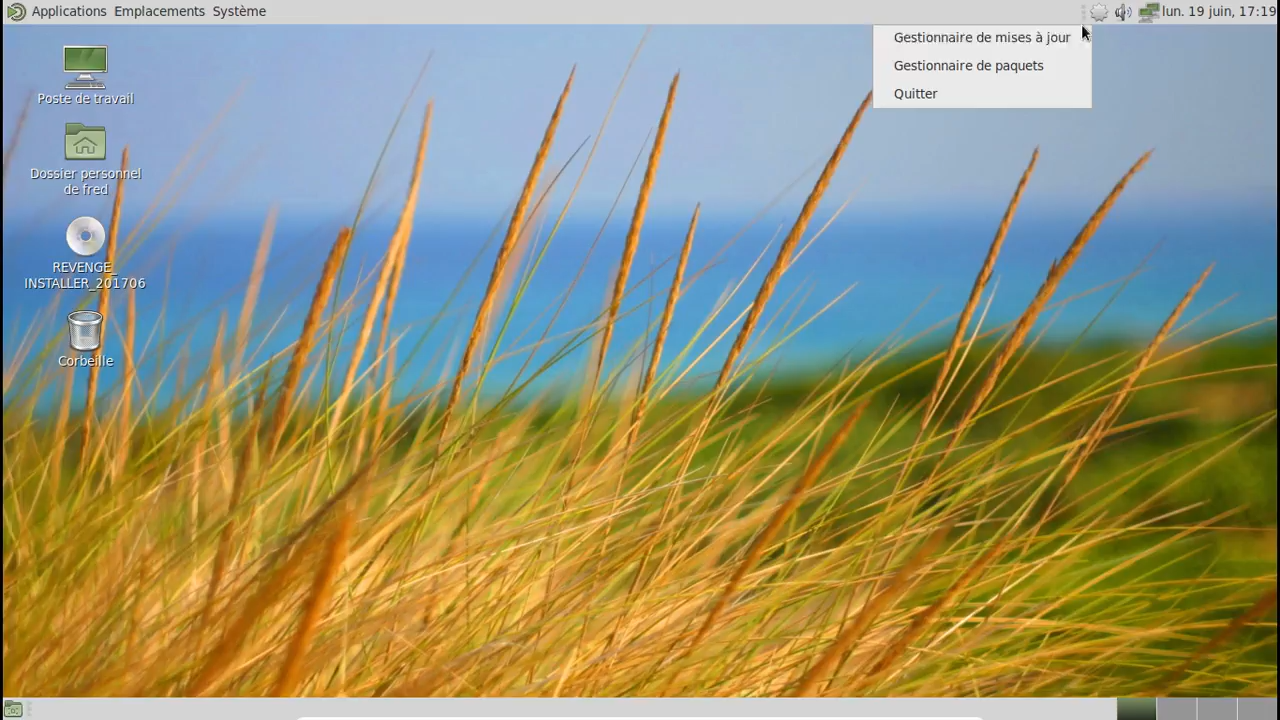 Applications Emplacements Système
lun. 19 juin, 17:19
Gestionnaire de mises à jour
Gestionnaire de paquets
Quitter
Poste de travail
Dossier personnel
de fred
REVENGE_
INSTALLER_201706
Corbeille